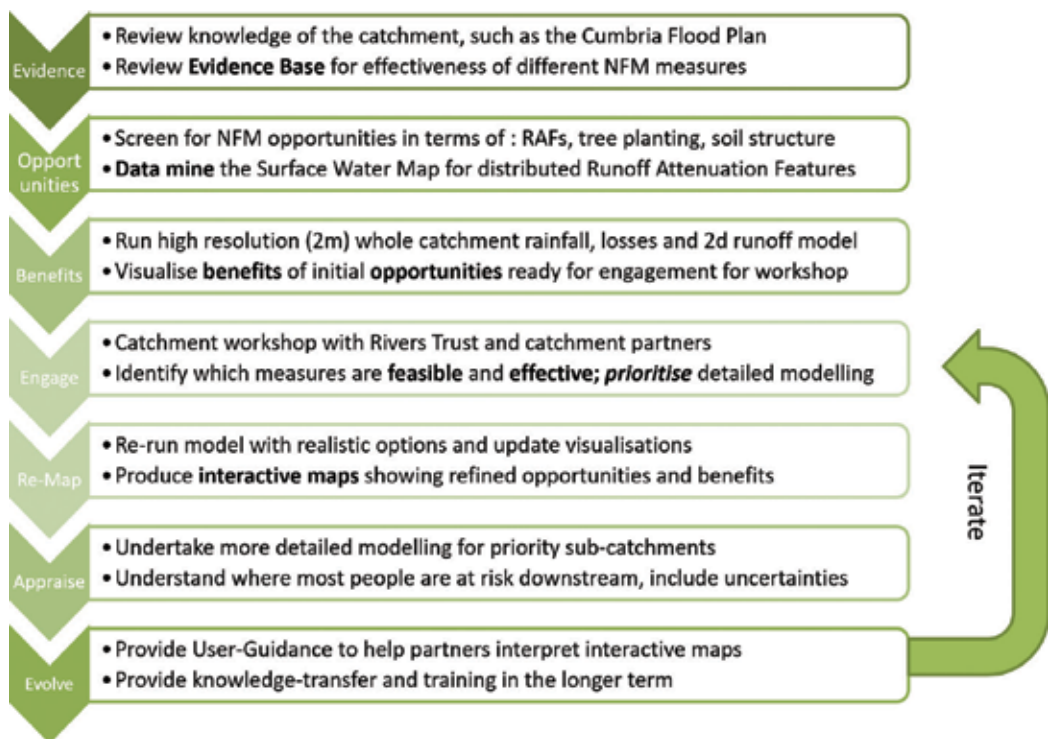 Evidence
• Review knowledge of the catchment, such as the Cumbria Flood Plan
• Review Evidence Base for effectiveness of different NFM measures
Opport
unities
• Screen for NFM opportunities in terms of : RAFs, tree planting, soil structure
• Data mine the Surface Water Map for distributed Runoff Attenuation Features
Benefits
• Run high resolution (2m) whole catchment rainfall, losses and 2d runoff model
• Visualise benefits of initial opportunities ready for engagement for workshop
Engage
• Catchment workshop with Rivers Trust and catchment partners
• Identify which measures are feasible and effective; prioritise detailed modelling
Re-Map
• Re-run model with realistic options and update visualisations
• Produce interactive maps showing refined opportunities and benefits
Appraise
• Undertake more detailed modelling for priority sub-catchments
• Understand where most people are at risk downstream, include uncertainties
Evolve
• Provide User-Guidance to help partners interpret interactive maps
• Provide knowledge-transfer and training in the longer term
Iterate